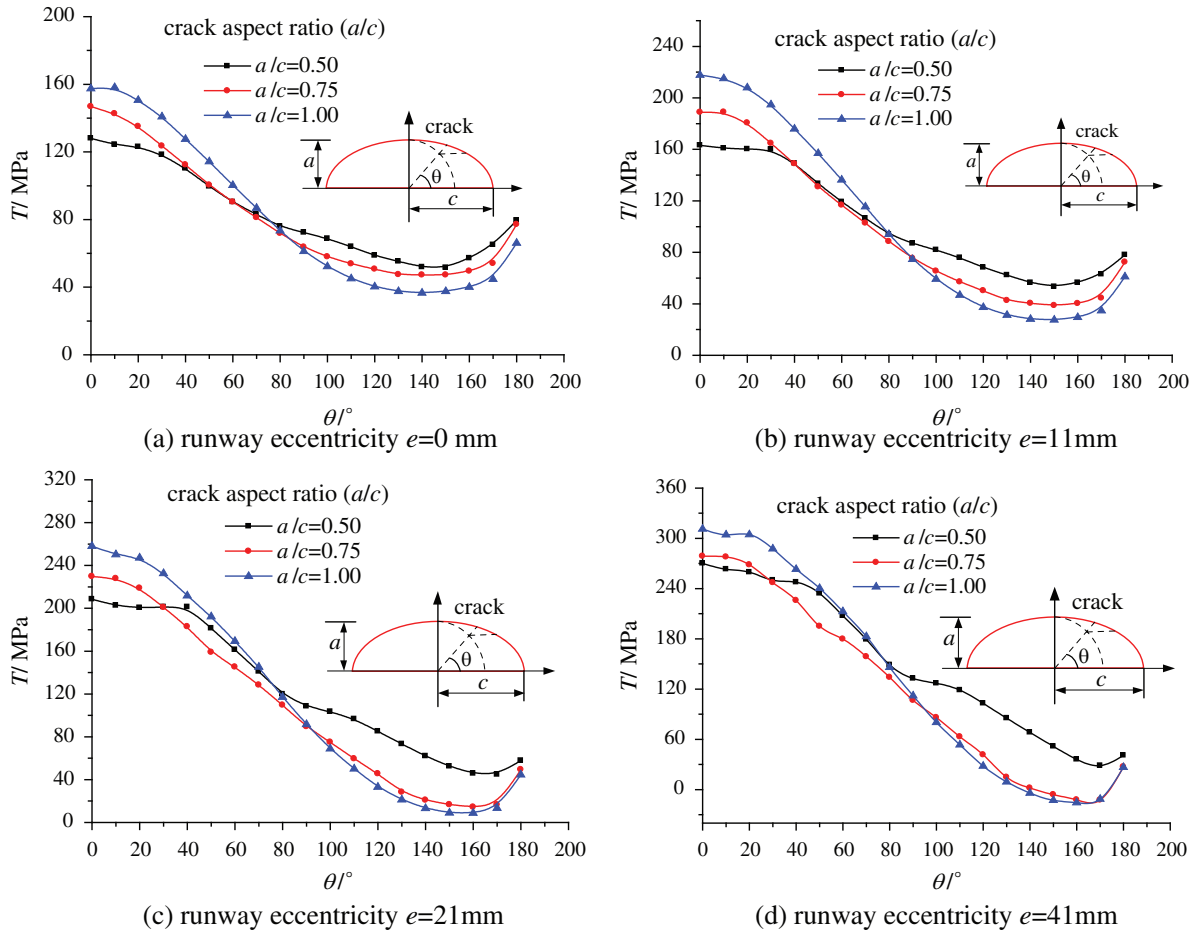 200
160
120
80
40
0
T/ MPa
crack aspect ratio (a/c)
a/c=0.50
a/c=0.75
a/c=1.00
crack
a
θ
c
0 20 40 60 80 100 120 140 160 180 200
θ/°
(a) runway eccentricity e=0 mm
240
200
160
120
80
40
0
T/ MPa
crack aspect ratio (a/c)
a/c=0.50
a/c=0.75
a/c=1.00
crack
a
θ
c
0 20 40 60 80 100 120 140 160 180 200
θ/°
(b) runway eccentricity e=11mm
320
280
240
200
160
120
80
40
0
T/ MPa
crack aspect ratio (a/c)
a/c=0.50
a/c=0.75
a/c=1.00
crack
a
θ
c
0 20 40 60 80 100 120 140 160 180 200
θ/°
(c) runway eccentricity e=21mm
360
300
240
180
120
60
0
T/ MPa
crack aspect ratio (a/c)
a/c=0.50
a/c=0.75
a/c=1.00
crack
a
θ
c
0 20 40 60 80 100 120 140 160 180 200
θ/°
(d) runway eccentricity e=41mm